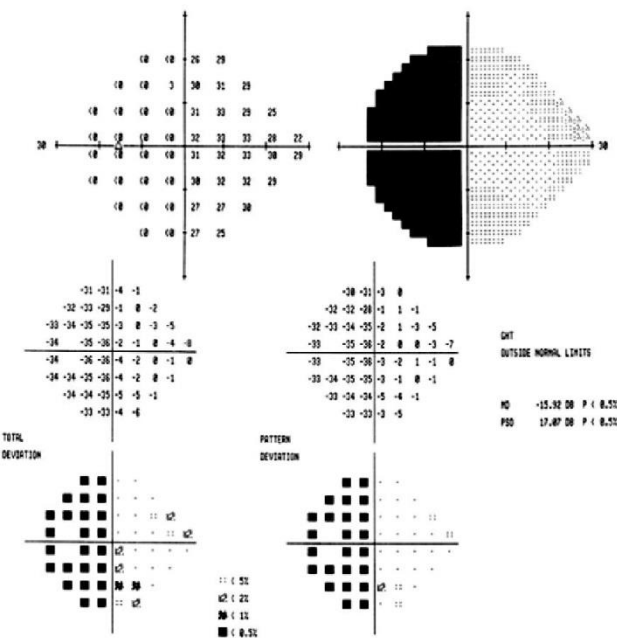 <0 <0 26 29
<0 <0 3 30 31 29
<0 <0 <0 <0 31 33 29 25
30 <0 <0 <0 <0 32 33 33 28 22 30
<0 <0 <0 <0 31 32 33 30 29
<0 <0 <0 <0 30 32 32 29
<0 <0 <0 27 27 30
<0 <0 27 25
-31 -31 -4 -1 -30 -31 -3 0
-32 -33 -29 -1 0 -2 -32 -32 -28 -1 1 -1
-33 -34 -35 -35 -3 0 -3 -5 -32 -33 -34 -35 -2 1 -3 -5
-34 -35 -36 -2 -1 0 -4 -8 -33 -35 -36 -2 0 0 -3 -7
-34 -36 -36 -4 -2 0 -1 0 -33 -35 -36 -3 -2 1 -1 0
-34 -34 -35 -36 -4 -2 0 -1 -33 -34 -35 -35 -3 -1 0 -1
-34 -34 -35 -5 -5 -1 -33 -34 -35 -5 -4 -1
-33 -33 -4 -6 -33 -33 -3 -5
GHT
OUTSIDE NORMAL LIMITS
MD -15.92 DB P < 0.5%
PSD 17.07 DB P < 0.5%
TOTAL
DEVIATION
PATTERN
DEVIATION
< 5%
< 2%
< 1%
< 0.5%